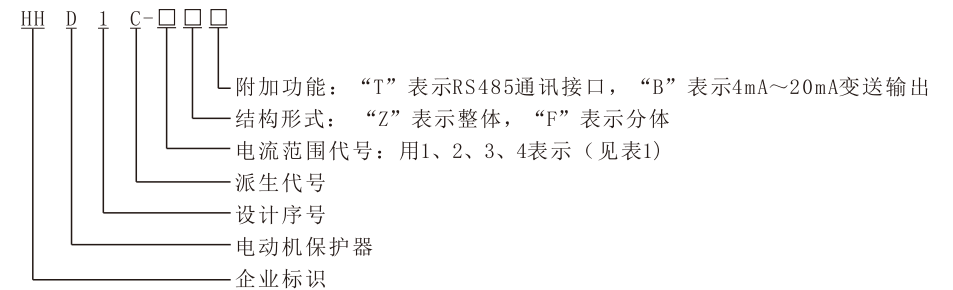 HH D 1 C-□□□
附加功能：“T”表示RS485通讯接口，“B”表示4mA～20mA变送输出
结构形式：“Z”表示整体，“F”表示分体
电流范围代号：用1、2、3、4表示（见表1）
派生代号
设计序号
电动机保护器
企业标识